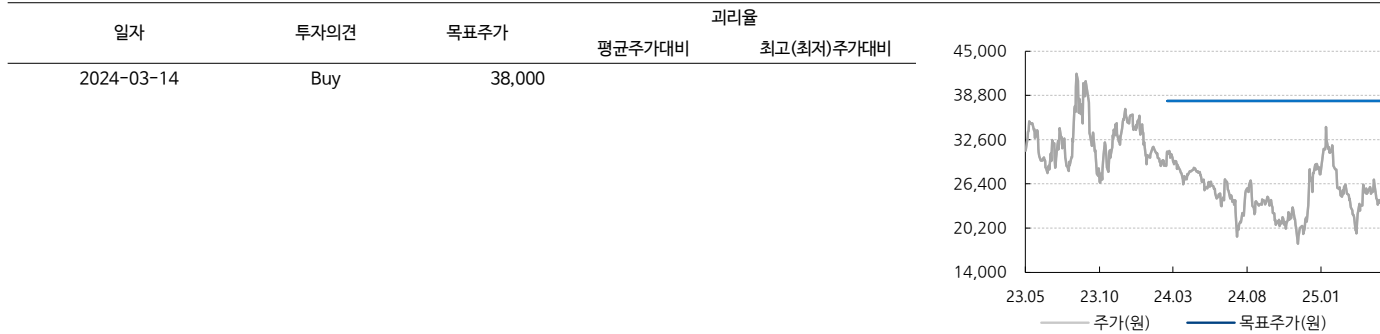 일자 투자의견 목표주가 괴리율
평균주가대비 최고(최저)주가대비
2024-03-14 Buy 38,000
45,000
38,800
32,600
26,400
20,200
14,000
23.05 23.10 24.03 24.08 25.01
주가(원) 목표주가(원)